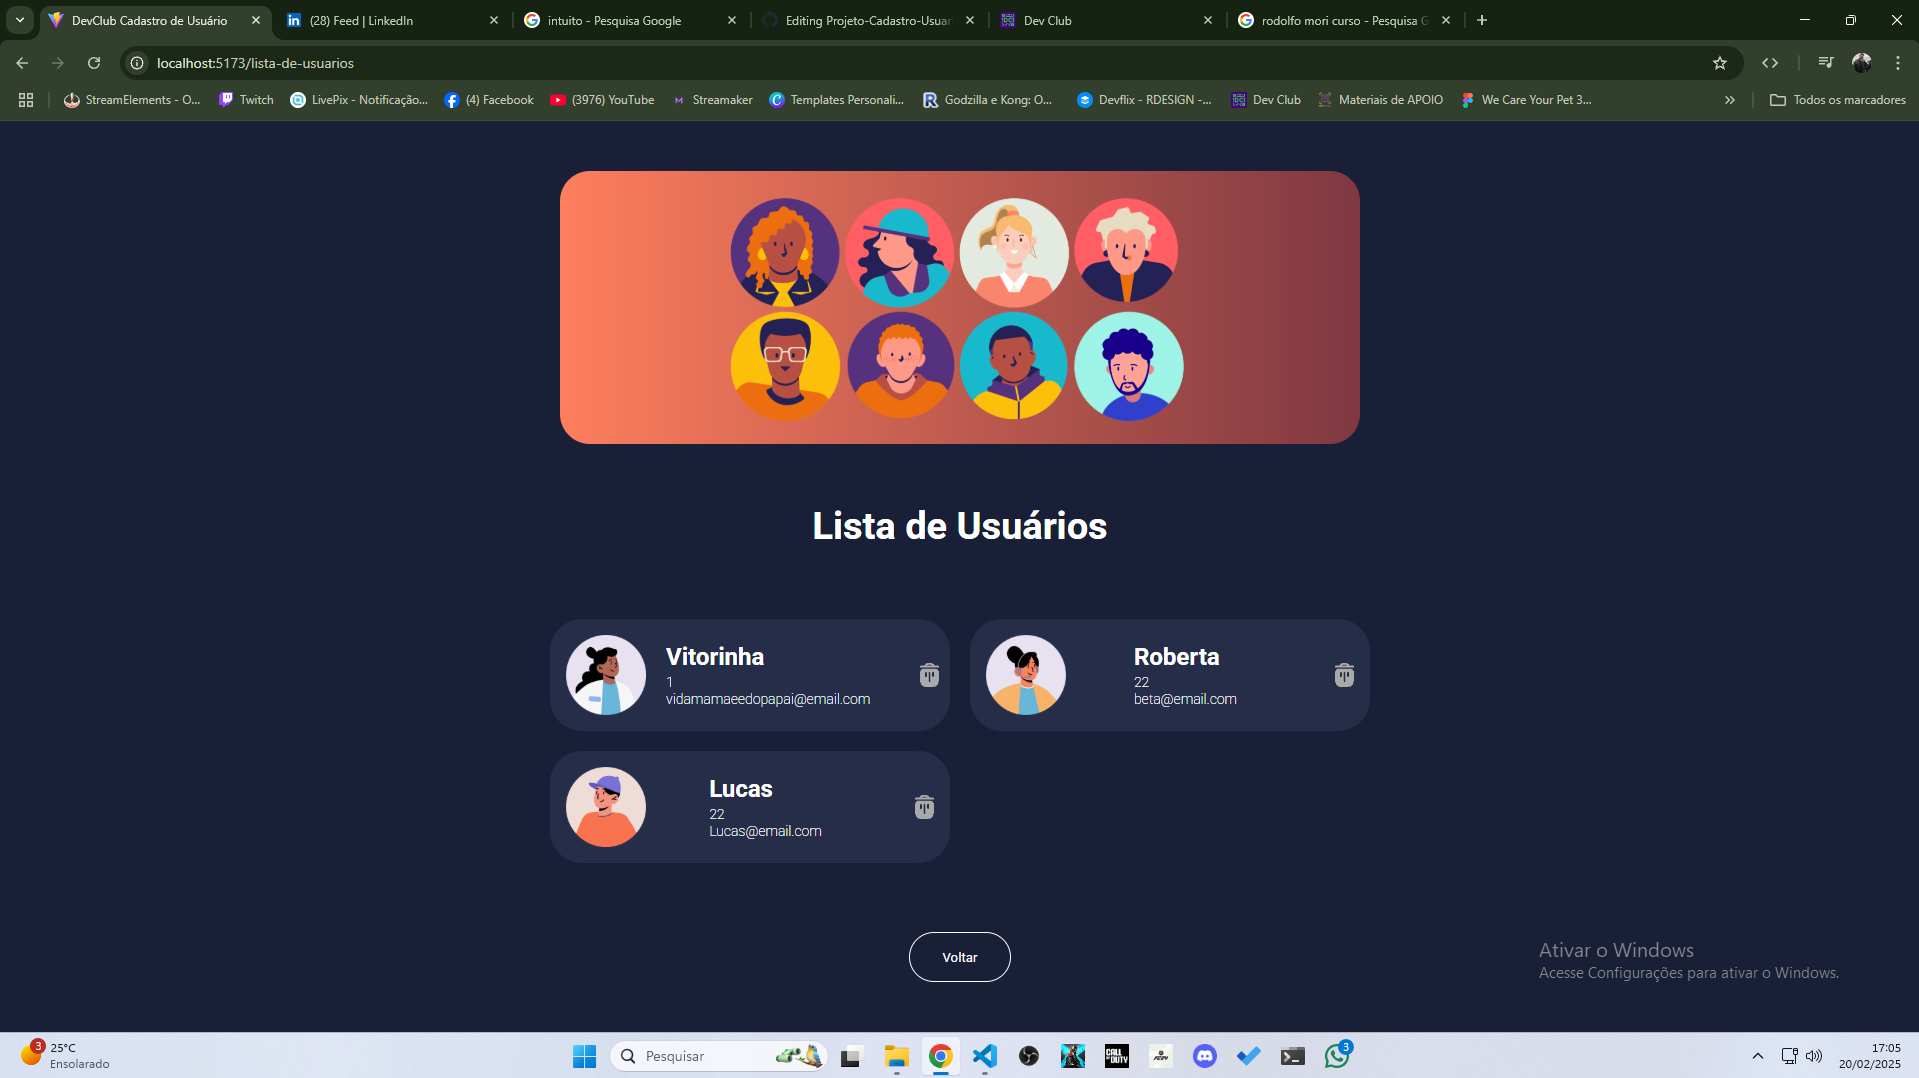 DevClub Cadastro de Usuário
(28) Feed | LinkedIn
intuito - Pesquisa Google
Editing Projeto-Cadastro-Usuar
Dev Club
rodolfo mori curso - Pesquisa G
localhost:5173/lista-de-usuarios
StreamElements - O...
Twitch
LivePix - Notificação...
(4) Facebook
(3976) YouTube
Streamaker
Templates Personali...
Godzilla e Kong: O...
Devflix - RDESIGN -...
Dev Club
Materiais de APOIO
We Care Your Pet 3...
Todos os marcadores
Lista de Usuários
Vitorinha
1
vidamamaeedopapai@email.com
Roberta
22
beta@email.com
Lucas
22
Lucas@email.com
Voltar
Ativar o Windows
Acesse Configurações para ativar o Windows.
3
25°C
Ensolarado
Pesquisar
CALL OF DUTY
3
17:05
20/02/2025